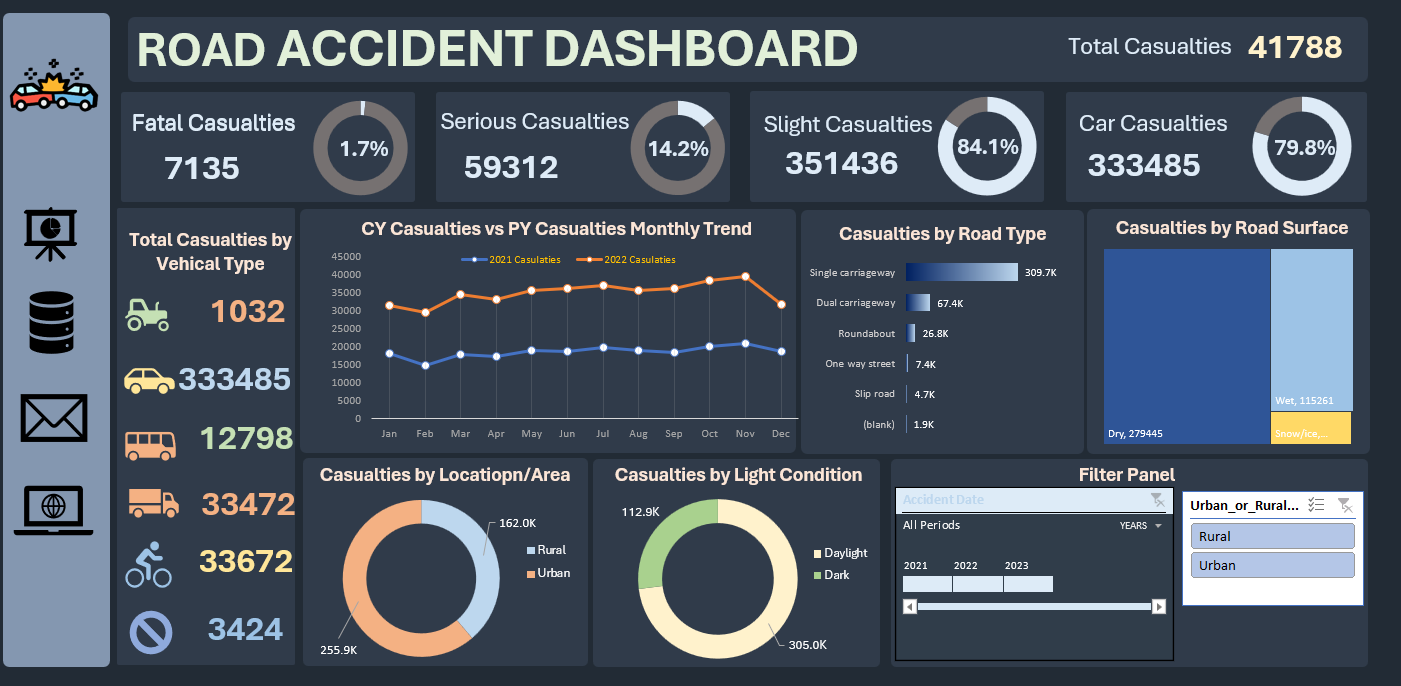 ROAD ACCIDENT DASHBOARD
Total Casualties 41788
Fatal Casualties
7135
1.7%
Serious Casualties
59312
14.2%
Slight Casualties
351436
84.1%
Car Casualties
333485
79.8%
Total Casualties by
Vehical Type
1032
333485
12798
33472
33672
3424
CY Casualties vs PY Casualties Monthly Trend
2021 Casulaties
2022 Casulaties
45000
40000
35000
30000
25000
20000
15000
10000
5000
0
Jan Feb Mar Apr May Jun Jul Aug Sep Oct Nov Dec
Casualties by Road Type
Single carriageway 309.7K
Dual carriageway 67.4K
Roundabout 26.8K
One way street 7.4K
Slip road 4.7K
(blank) 1.9K
Casualties by Road Surface
Dry, 279445
Wet, 115261
Snow/ice,...
Casualties by Locatiopn/Area
162.0K
255.9K
Rural
Urban
Casualties by Light Condition
112.9K
305.0K
Daylight
Dark
Filter Panel
Accident Date
All Periods
YEARS
2021 2022 2023
Urban_or_Rural...
Rural
Urban